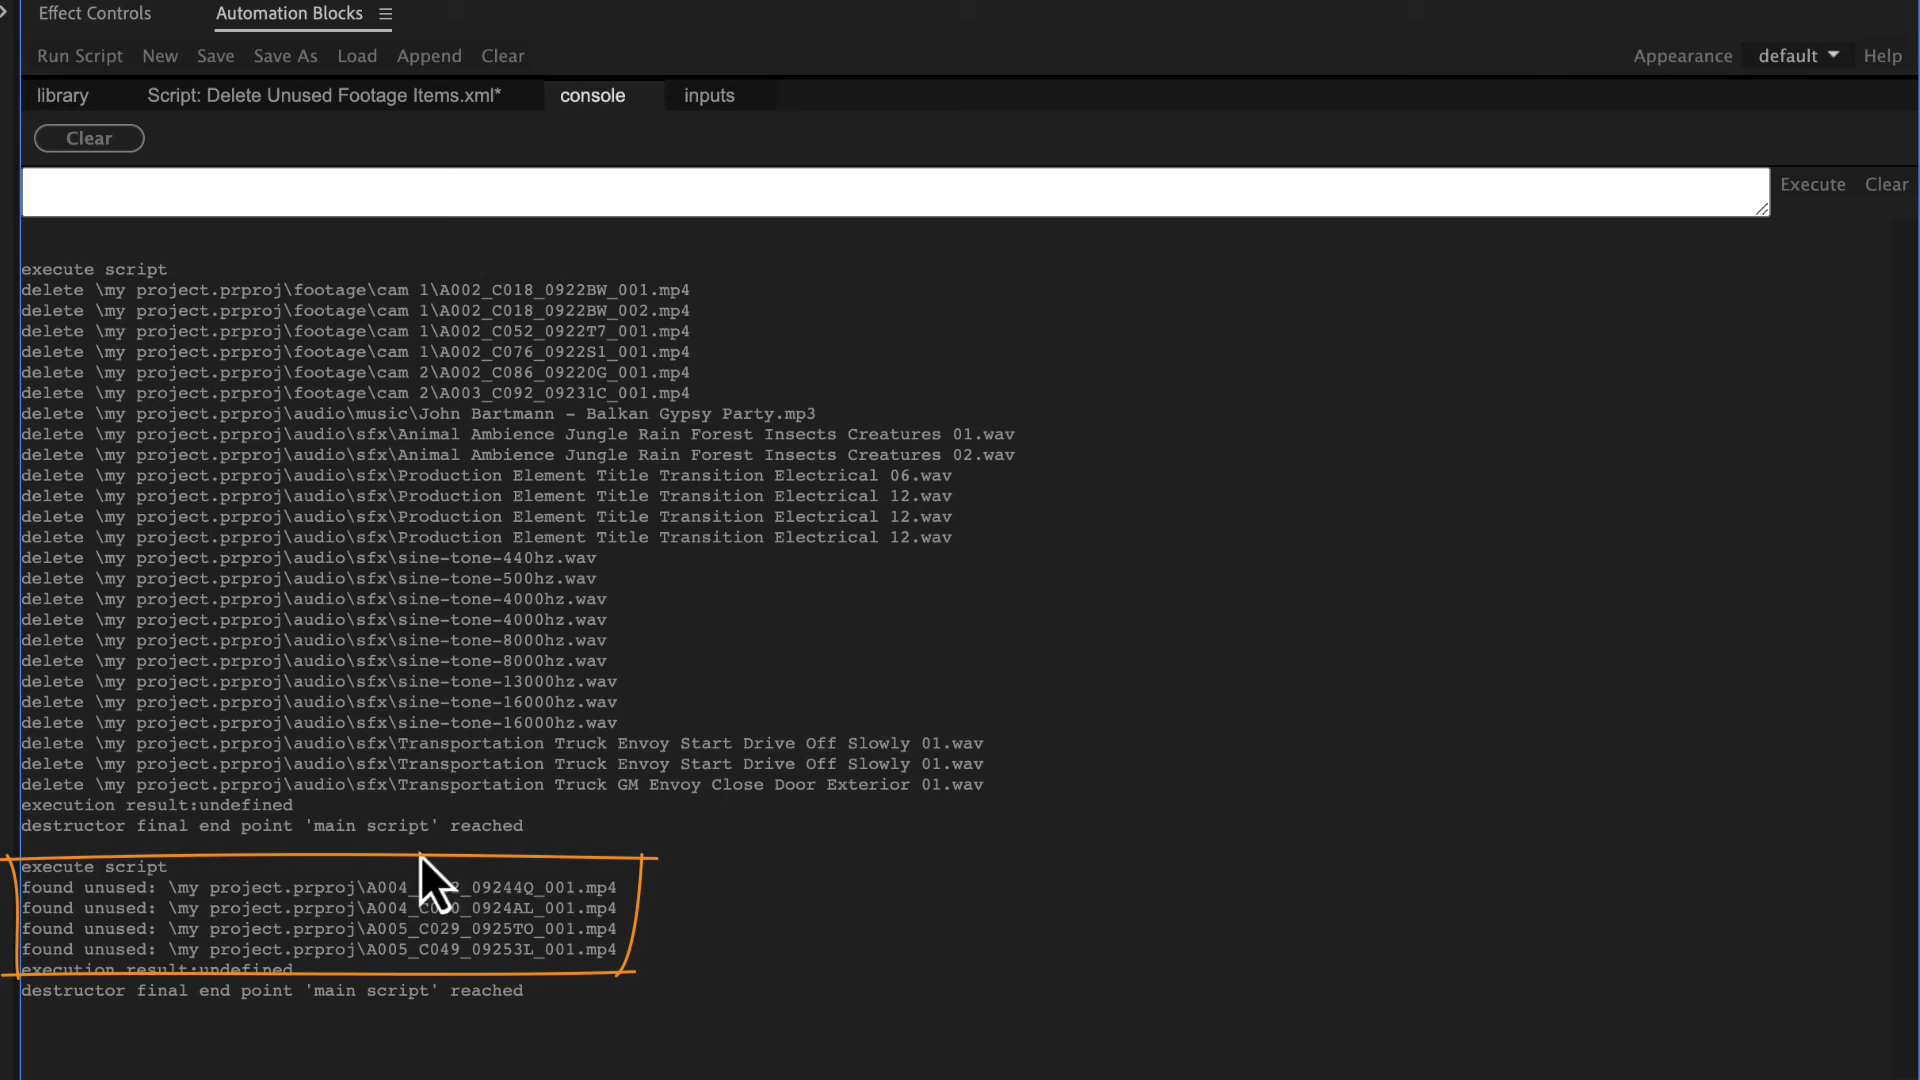 Effect Controls
Automation Blocks
Run Script New Save Save As Load Append Clear
Appearance default Help
library
Script: Delete Unused Footage Items.xml*
console
inputs
Clear
Execute Clear
execute script
delete \my project.prproj\footage\cam 1\A002_C018_0922BW_001.mp4
delete \my project.prproj\footage\cam 1\A002_C018_0922BW_002.mp4
delete \my project.prproj\footage\cam 1\A002_C052_0922T7_001.mp4
delete \my project.prproj\footage\cam 1\A002_C076_0922S1_001.mp4
delete \my project.prproj\footage\cam 2\A002_C086_09220G_001.mp4
delete \my project.prproj\footage\cam 2\A003_C092_09231C_001.mp4
delete \my project.prproj\audio\music\John Bartmann - Balkan Gypsy Party.mp3
delete \my project.prproj\audio\sfx\Animal Ambience Jungle Rain Forest Insects Creatures 01.wav
delete \my project.prproj\audio\sfx\Animal Ambience Jungle Rain Forest Insects Creatures 02.wav
delete \my project.prproj\audio\sfx\Production Element Title Transition Electrical 06.wav
delete \my project.prproj\audio\sfx\Production Element Title Transition Electrical 12.wav
delete \my project.prproj\audio\sfx\Production Element Title Transition Electrical 12.wav
delete \my project.prproj\audio\sfx\Production Element Title Transition Electrical 12.wav
delete \my project.prproj\audio\sfx\sine-tone-440hz.wav
delete \my project.prproj\audio\sfx\sine-tone-500hz.wav
delete \my project.prproj\audio\sfx\sine-tone-4000hz.wav
delete \my project.prproj\audio\sfx\sine-tone-4000hz.wav
delete \my project.prproj\audio\sfx\sine-tone-8000hz.wav
delete \my project.prproj\audio\sfx\sine-tone-8000hz.wav
delete \my project.prproj\audio\sfx\sine-tone-13000hz.wav
delete \my project.prproj\audio\sfx\sine-tone-16000hz.wav
delete \my project.prproj\audio\sfx\sine-tone-16000hz.wav
delete \my project.prproj\audio\sfx\Transportation Truck Envoy Start Drive Off Slowly 01.wav
delete \my project.prproj\audio\sfx\Transportation Truck Envoy Start Drive Off Slowly 01.wav
delete \my project.prproj\audio\sfx\Transportation Truck GM Envoy Close Door Exterior 01.wav
execution result:undefined
destructor final end point 'main script' reached
execute script
found unused: \my
found unused: \my
found unused: \my project.prproj\A005_C029_0925TO_001.mp4
found unused: \my project.prproj\A005_C049_09253L_001.mp4
execution result:undefined
destructor final end point 'main script' reached